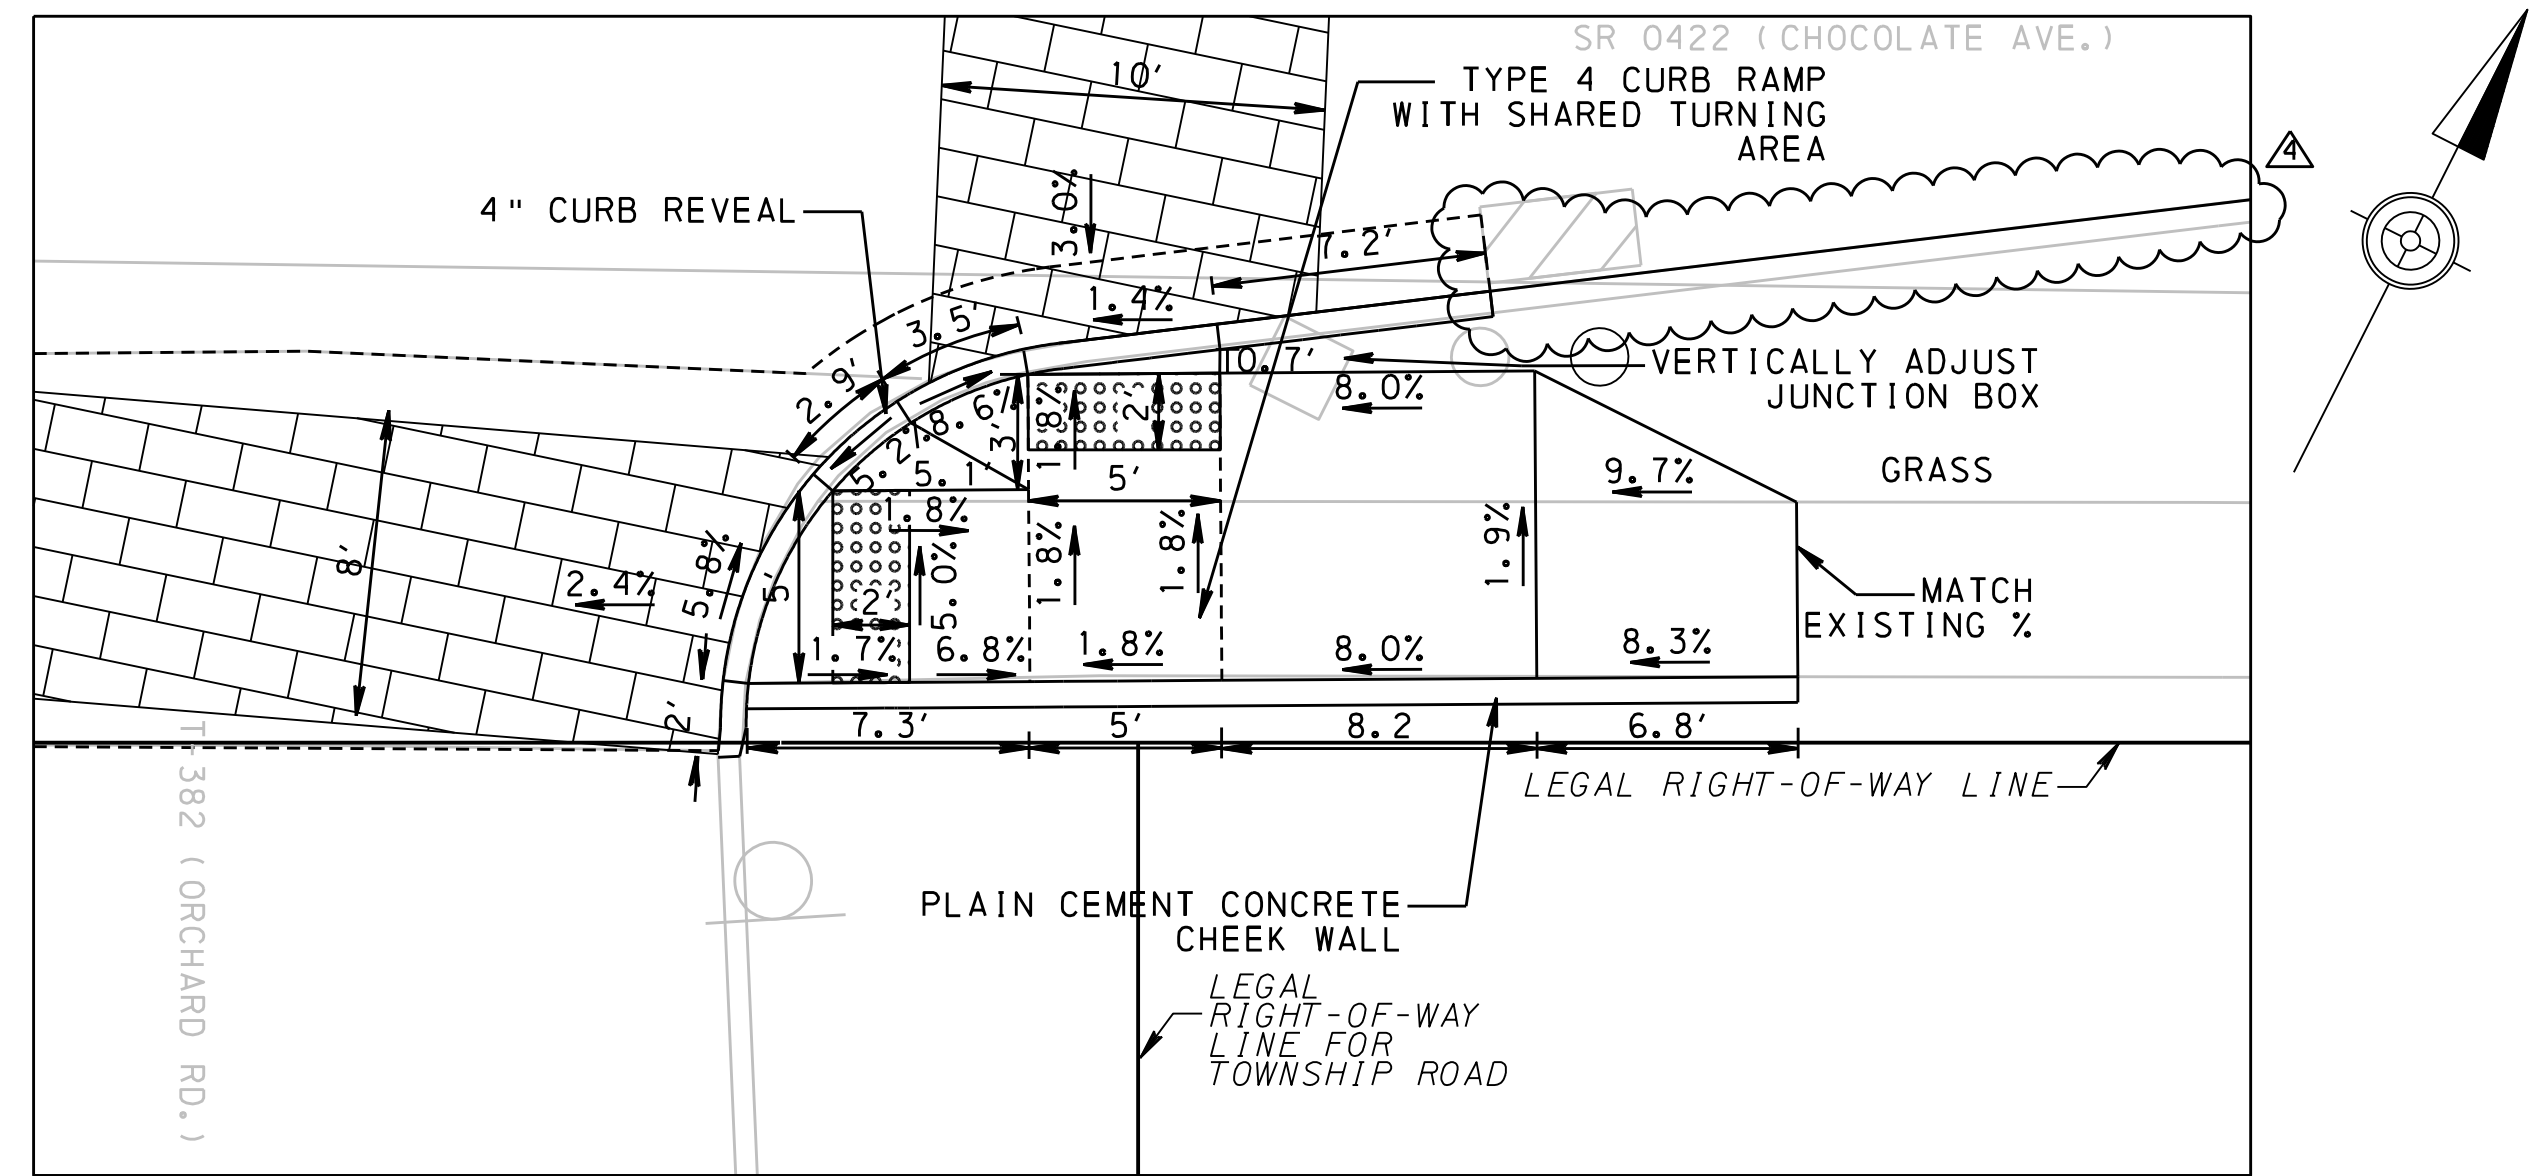 SR 0422 (CHOCOLATE AVE.)
10'
TYPE 4 CURB RAMP
WITH SHARED TURNING
AREA
4
4" CURB REVEAL
3.0%
7.2'
1.4%
3.5'
2.9'
10.7'
VERTICALLY ADJUST
JUNCTION BOX
8.0%
8.6%
1.8%
2'
3'
5.1'
5'
9.7%
GRASS
8'
2.4%
5.8%
5'
1.8%
2'
5.0%
1.8%
1.8%
1.9%
MATCH
EXISTING %
1.7%
6.8%
1.8%
8.0%
8.3%
2'
7.3'
5'
8.2
6.8'
LEGAL RIGHT-OF-WAY LINE
T-382 (ORCHARD RD.)
PLAIN CEMENT CONCRETE
CHEEK WALL
LEGAL
RIGHT-OF-WAY
LINE FOR
TOWNSHIP ROAD